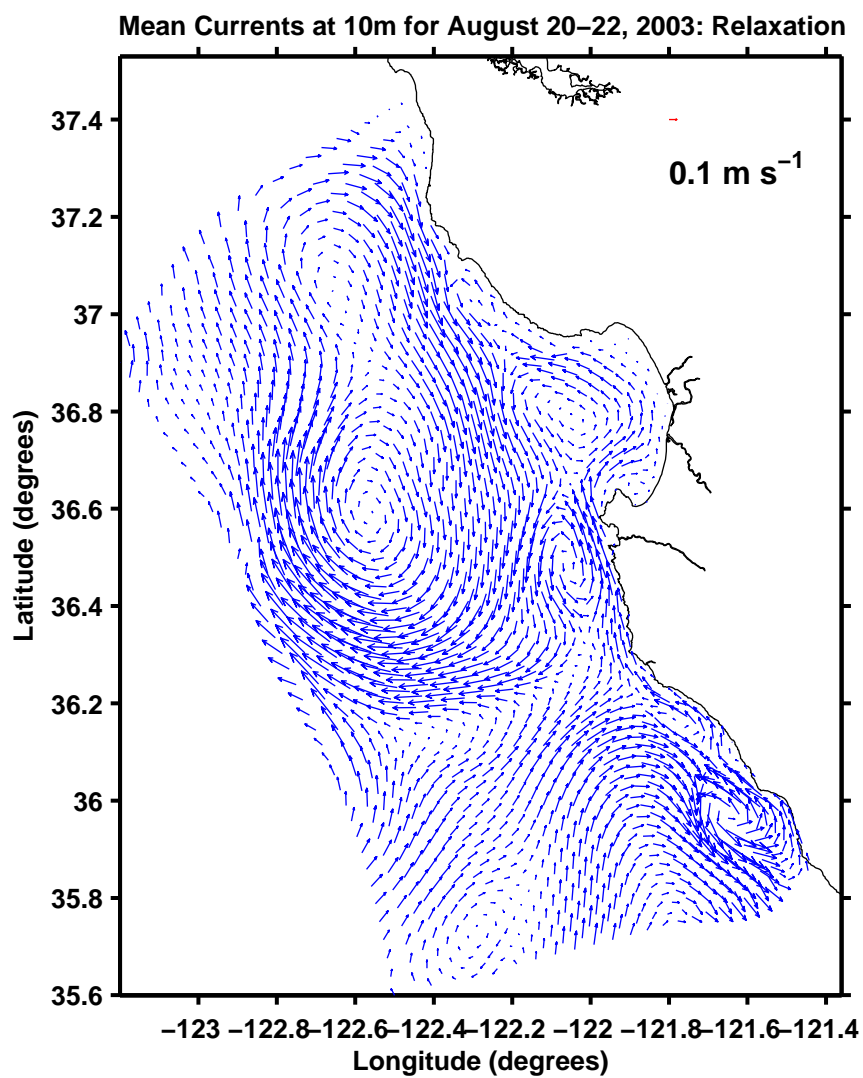 Mean Currents at 10m for August 20−22, 2003: Relaxation
37.4
0.1 m s−1
37.2
37
36.8
36.6
36.4
36.2
36
35.8
35.6
Latitude (degrees)
−123 −122.8 −122.6 −122.4 −122.2 −122 −121.8 −121.6 −121.4
Longitude (degrees)